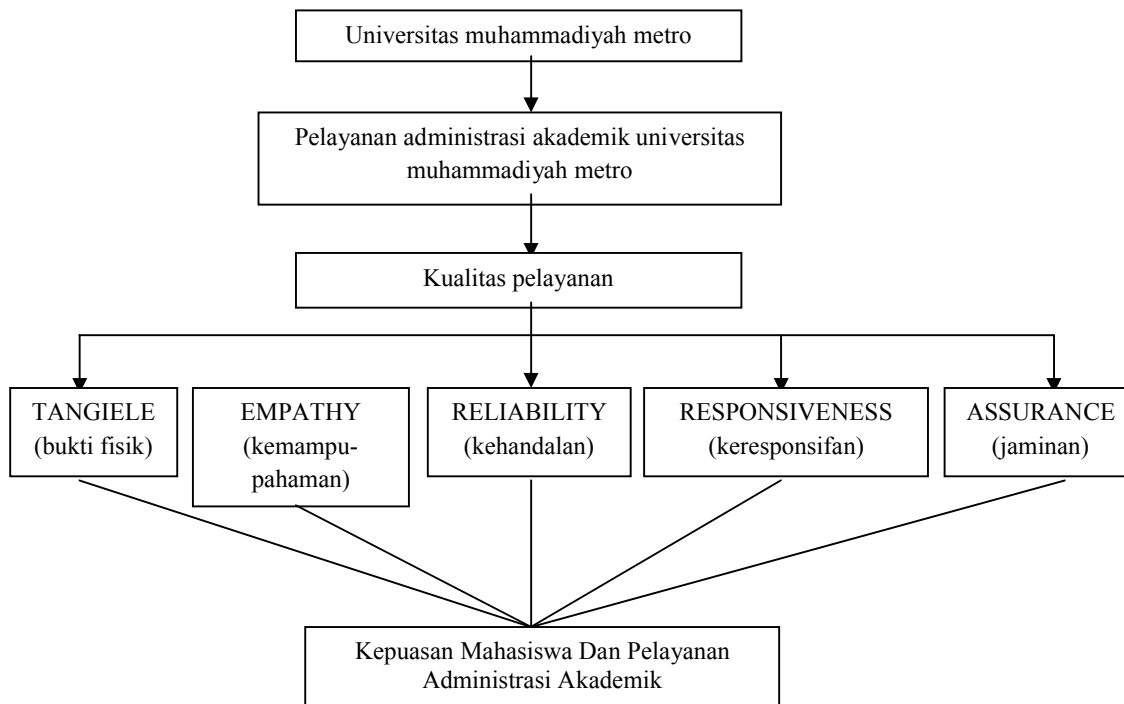 Universitas muhammadiyah metro
Pelayanan administrasi akademik universitas
muhammadiyah metro
Kualitas pelayanan
TANGIELE
(bukti fisik)
EMPATHY
(kemampu-
pahaman)
RELIABILITY
(kehandalan)
RESPONSIVENESS
(keresponsifan)
ASSURANCE
(jaminan)
Kepuasan Mahasiswa Dan Pelayanan
Administrasi Akademik